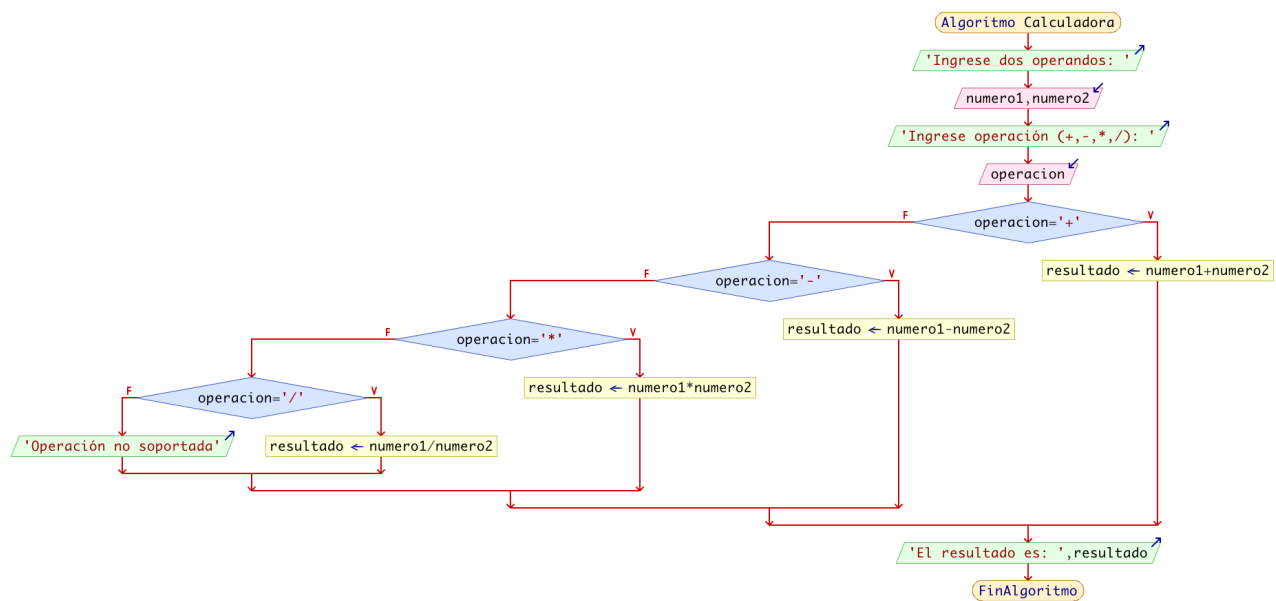 Algoritmo Calculadora
'Ingrese dos operandos: '
numero1,numero2
'Ingrese operación (+,-,*,/): '
operacion
F
operacion='+'
V
resultado ← numero1+numero2
F
operacion='-'
V
resultado ← numero1-numero2
F
operacion='*'
V
resultado ← numero1*numero2
F
operacion='/'
V
'Operación no soportada'
resultado ← numero1/numero2
'El resultado es: ',resultado
FinAlgoritmo